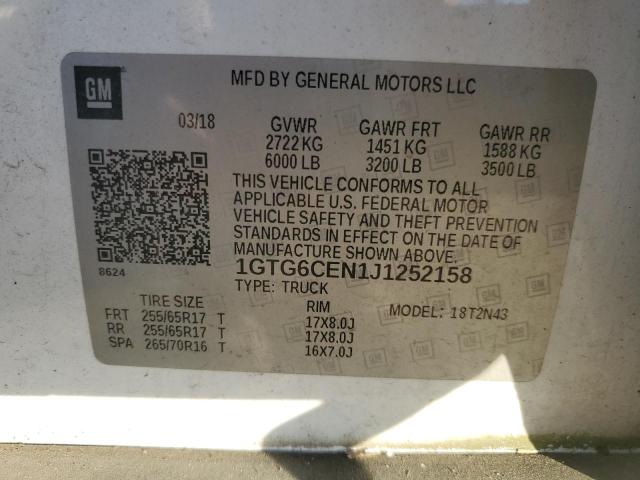 GM
MFD BY GENERAL MOTORS LLC
03/18 GVWR GAWR FRT GAWR RR
2722 KG 1451 KG 1588 KG
6000 LB 3200 LB 3500 LB
THIS VEHICLE CONFORMS TO ALL
APPLICABLE U.S. FEDERAL MOTOR
VEHICLE SAFETY AND THEFT PREVENTION
STANDARDS IN EFFECT ON THE DATE OF
MANUFACTURE SHOWN ABOVE.
8624
1GTG6CEN1J1252158
TYPE: TRUCK MODEL: 18T2N43
TIRE SIZE RIM
FRT 255/65R17 T 17X8.0J
RR 255/65R17 T 17X8.0J
SPA 265/70R16 T 16X7.0J